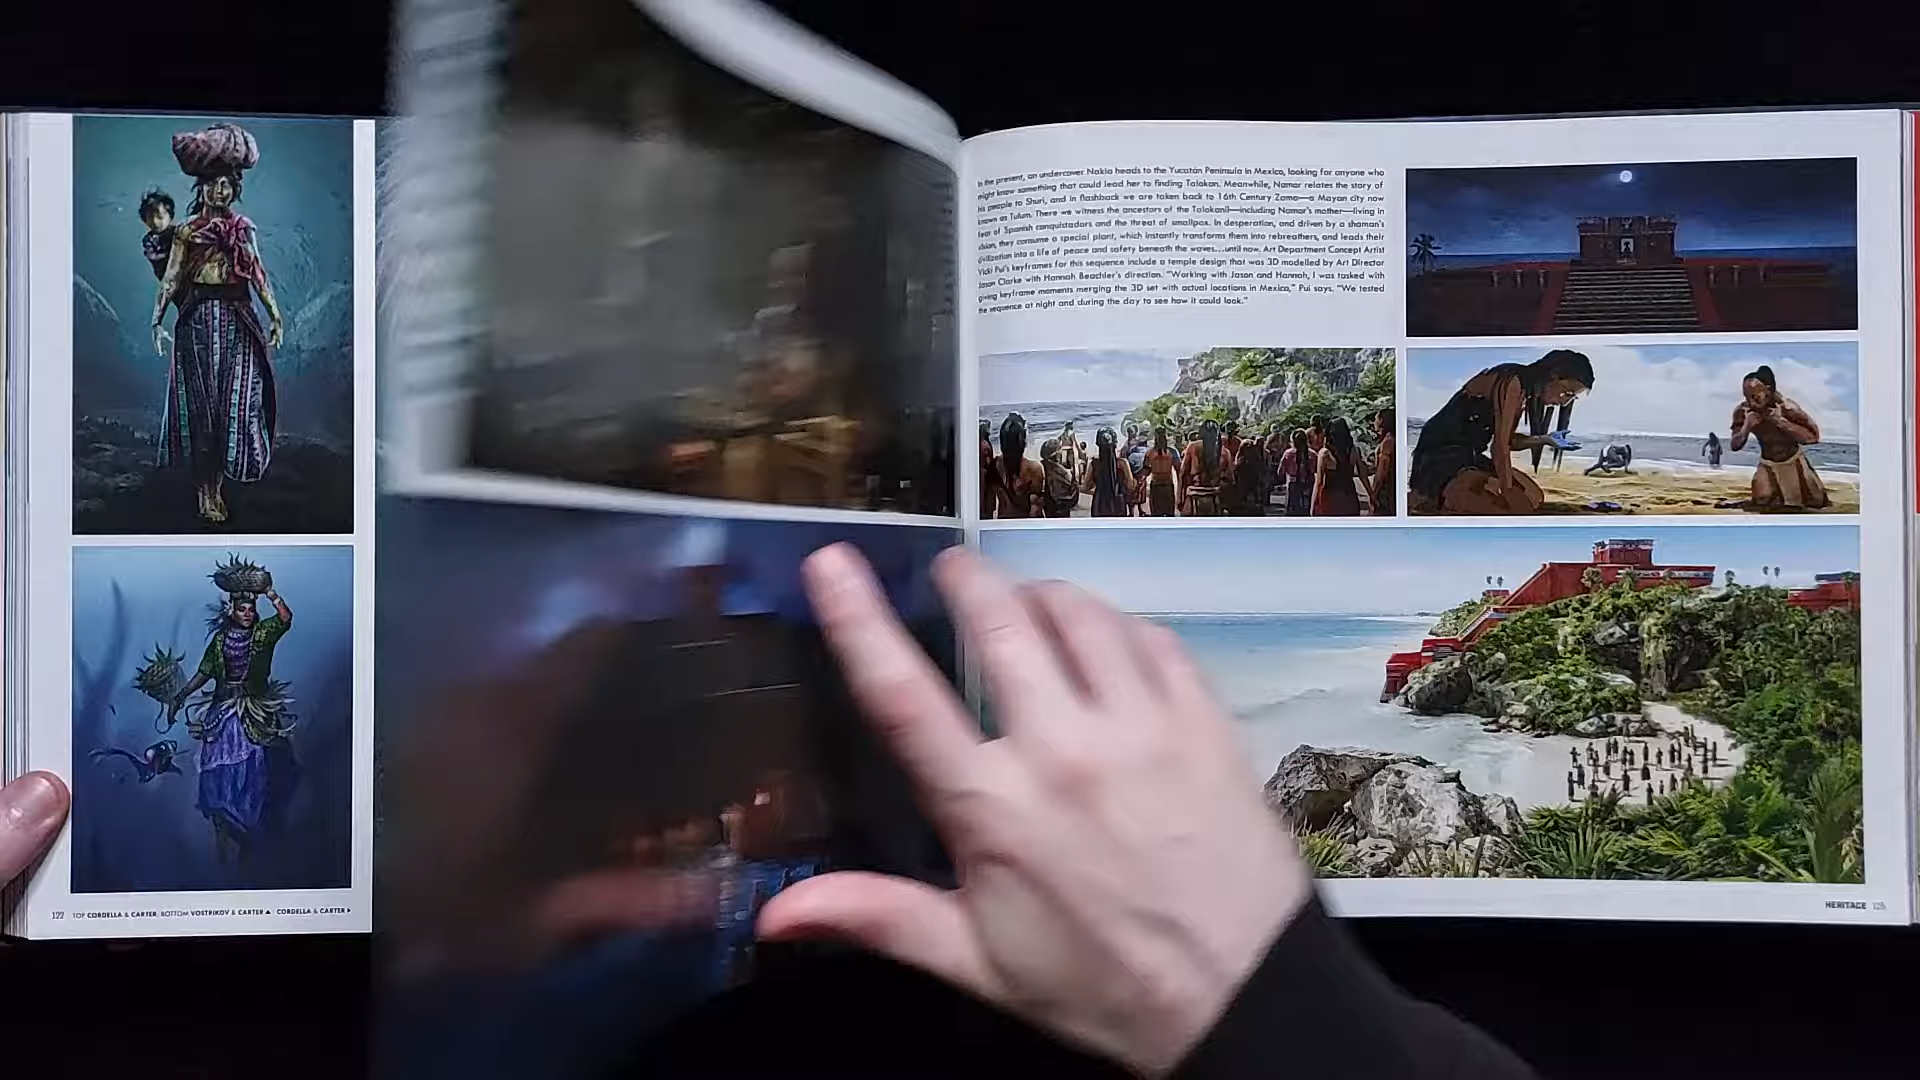 In the present, an undercover Nakia heads to the Yucatán Peninsula in Mexico, looking for anyone who
might know something that could lead her to finding Talokan. Meanwhile, Namor relates the story of
his people to Shuri, and in flashback we are taken back to 16th Century Zama—a Mayan city now
known as Tulum. There we witness the ancestors of the Talokanil—including Namor's mother—living in
fear of Spanish conquistadors and the threat of smallpox. In desperation, and driven by a shaman's
vision, they consume a special plant, which instantly transforms them into rebreathers, and leads their
civilization into a life of peace and safety beneath the waves...until now. Art Department Concept Artist
Vicki Pui's keyframes for this sequence include a temple design that was 3D modelled by Art Director
Jason Clarke with Hannah Beachler's direction. "Working with Jason and Hannah, I was tasked with
giving keyframe moments merging the 3D set with actual locations in Mexico," Pui says. "We tested
the sequence at night and during the day to see how it could look."
122 TOP CORDELLA & CARTER, BOTTOM VOSTRIKOV & CARTER ▲ CORDELLA & CARTER ▶
HERITAGE 125